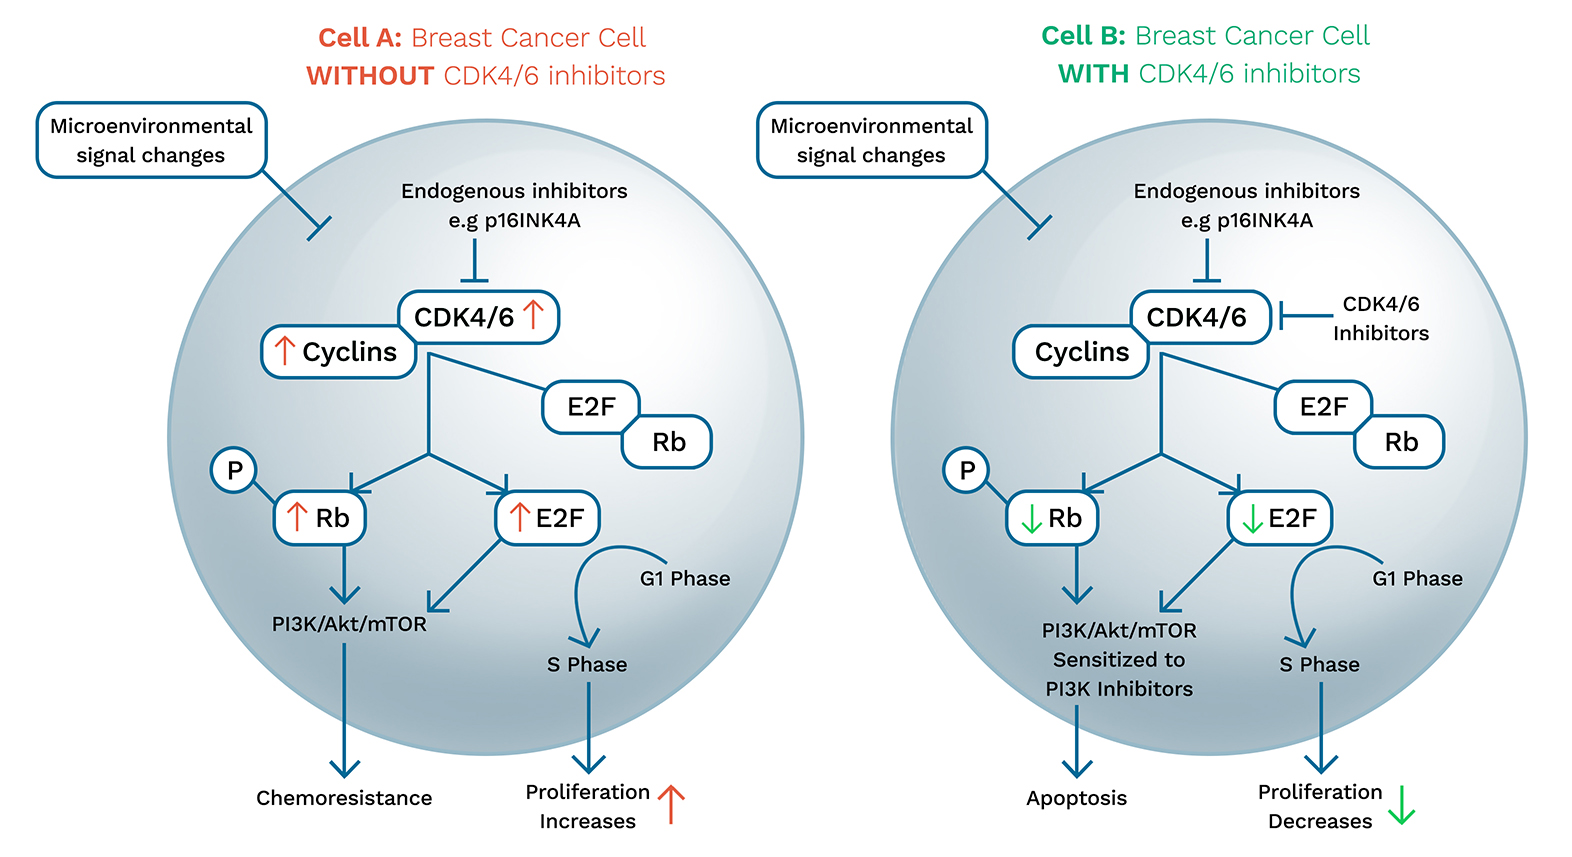 Cell A: Breast Cancer Cell
WITHOUT CDK4/6 inhibitors
Microenvironmental
signal changes
Endogenous inhibitors
e.g p16INK4A
CDK4/6 ↑
↑ Cyclins
E2F
Rb
P
↑ Rb
↑ E2F
G1 Phase
PI3K/Akt/mTOR
S Phase
Chemoresistance
Proliferation ↑
Increases
Cell B: Breast Cancer Cell
WITH CDK4/6 inhibitors
Microenvironmental
signal changes
Endogenous inhibitors
e.g p16INK4A
CDK4/6
CDK4/6
Inhibitors
Cyclins
E2F
Rb
P
↓ Rb
↓ E2F
G1 Phase
PI3K/Akt/mTOR
Sensitized to
PI3K Inhibitors
S Phase
Apoptosis
Proliferation ↓
Decreases